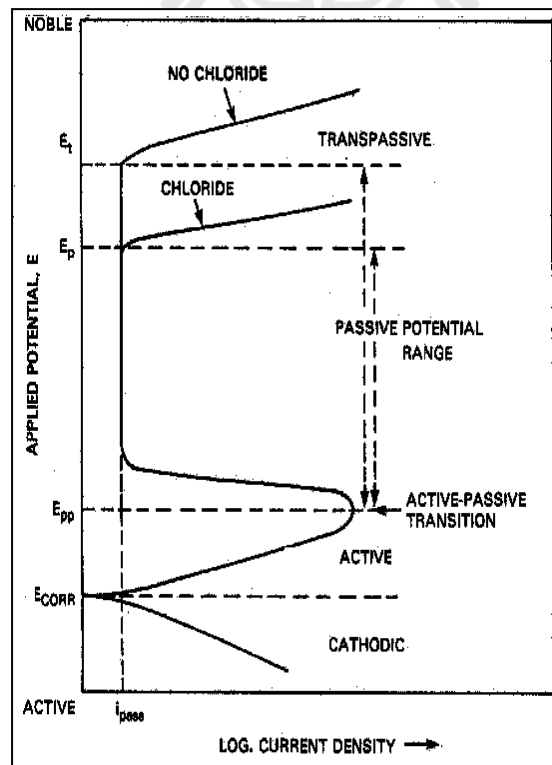 NOBLE
NO CHLORIDE
Et
TRANSPASSIVE
CHLORIDE
Ep
APPLIED POTENTIAL, E
PASSIVE POTENTIAL
RANGE
Epp
ACTIVE-PASSIVE
TRANSITION
ACTIVE
ECORR
CATHODIC
ACTIVE
ipass
LOG. CURRENT DENSITY